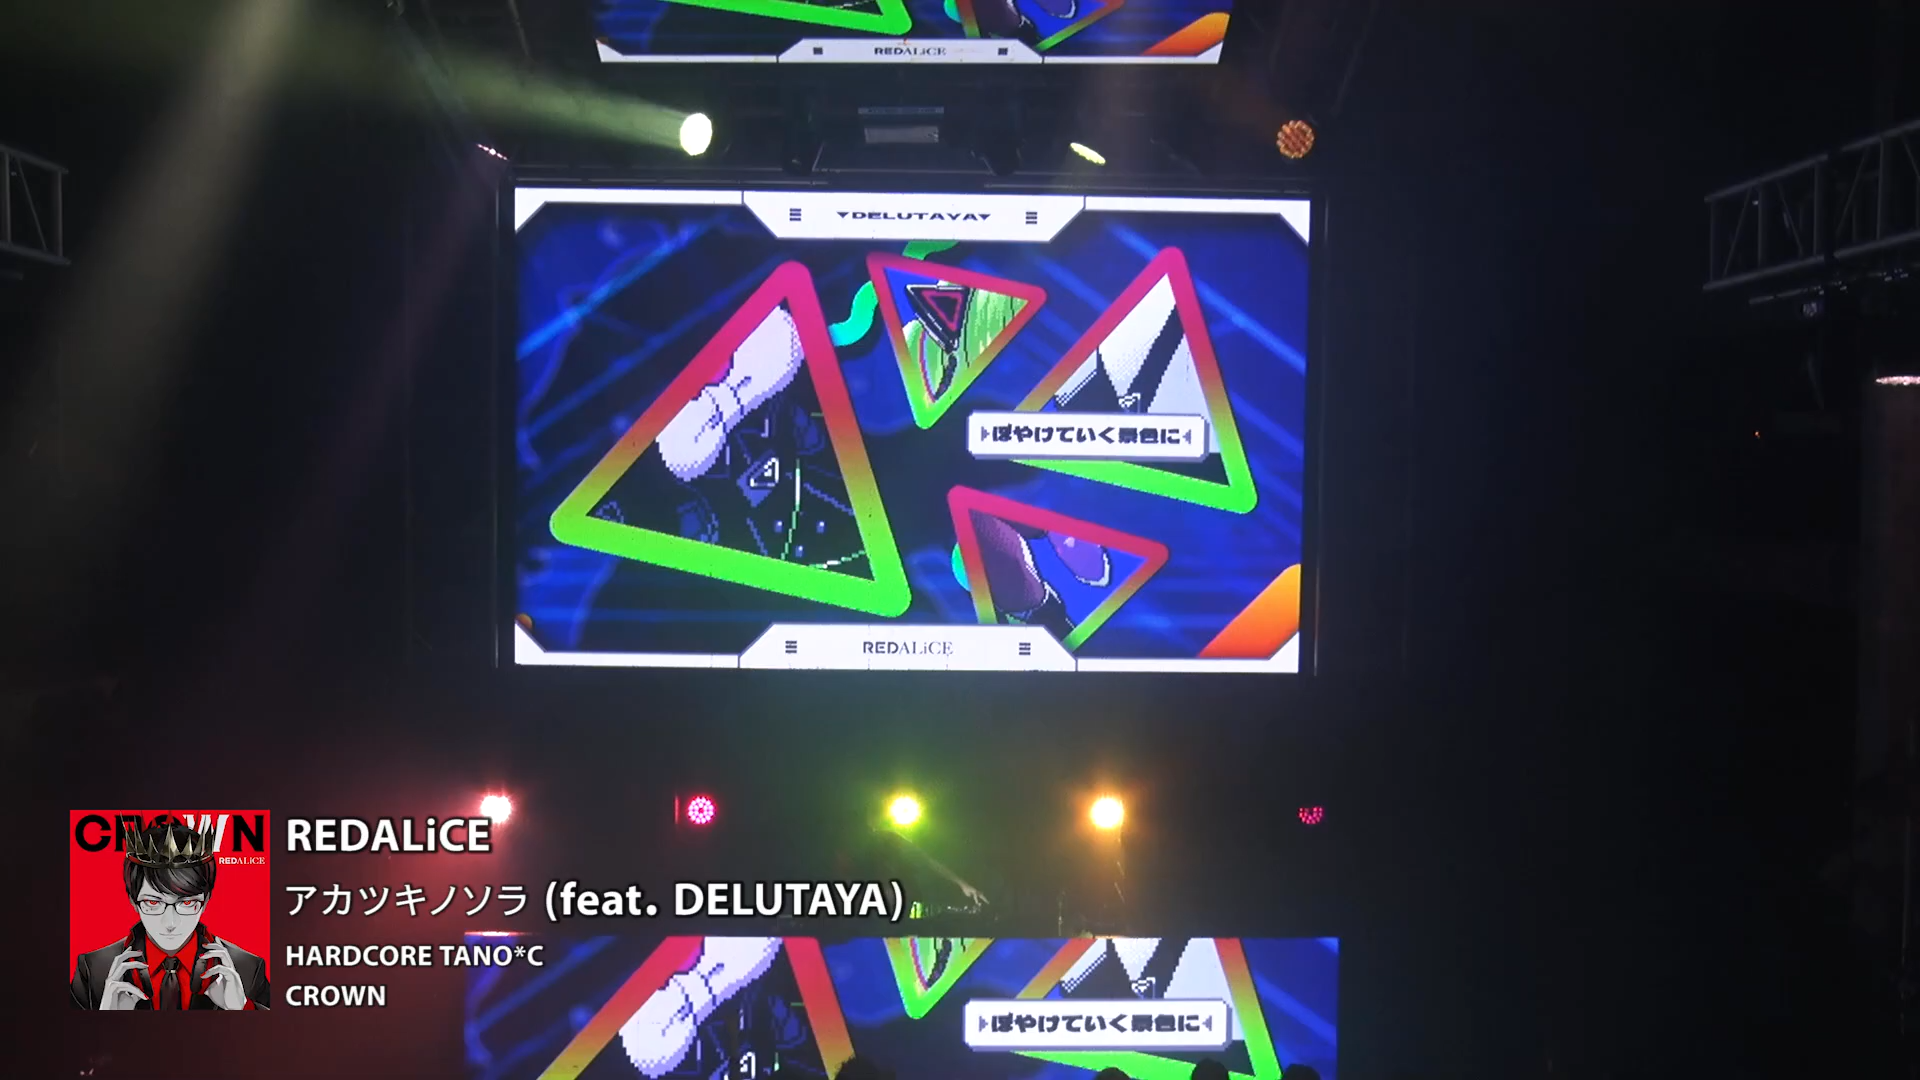 REDALiCE
▼DELUTAYA▼
ぼやけていく景色に
REDALiCE
CROWN
REDALiCE
REDALiCE
アカツキノソラ (feat. DELUTAYA)
HARDCORE TANO*C
CROWN
ぼやけていく景色に